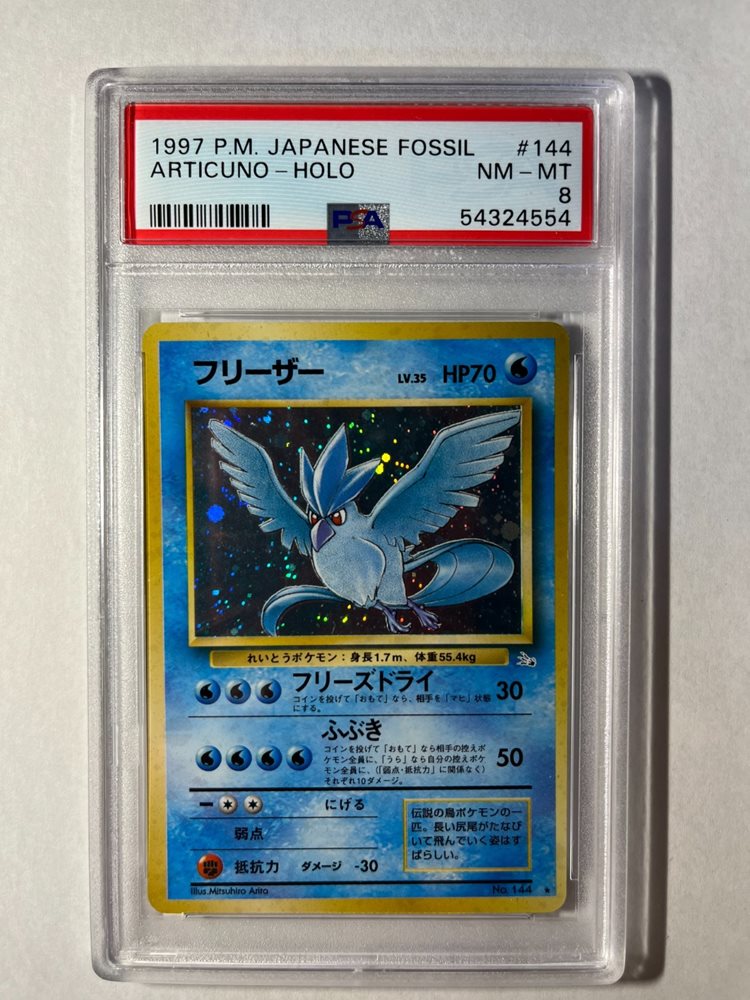 1997 P.M. JAPANESE FOSSIL #144
ARTICUNO - HOLO NM - MT
8
PSA 54324554
フリーザー LV.35 HP70
れいとうポケモン：身長1.7m、体重55.4kg
フリーズドライ 30
コインを投げて「おもて」なら、相手を「マヒ」状態
にする。
ふぶき 50
コインを投げて「おもて」なら相手の控えポ
ケモン全員に、「うら」なら自分の控えポケ
モン全員に、（「弱点・抵抗力」に関係なく）
それぞれ10ダメージ。
にげる
弱点
抵抗力 ダメージ -30
伝説の鳥ポケモンの一
匹。長い尻尾がたなび
いて飛んでいく姿はす
ばらしい。
Illus.Mitsuhiro Arita No. 144 ★